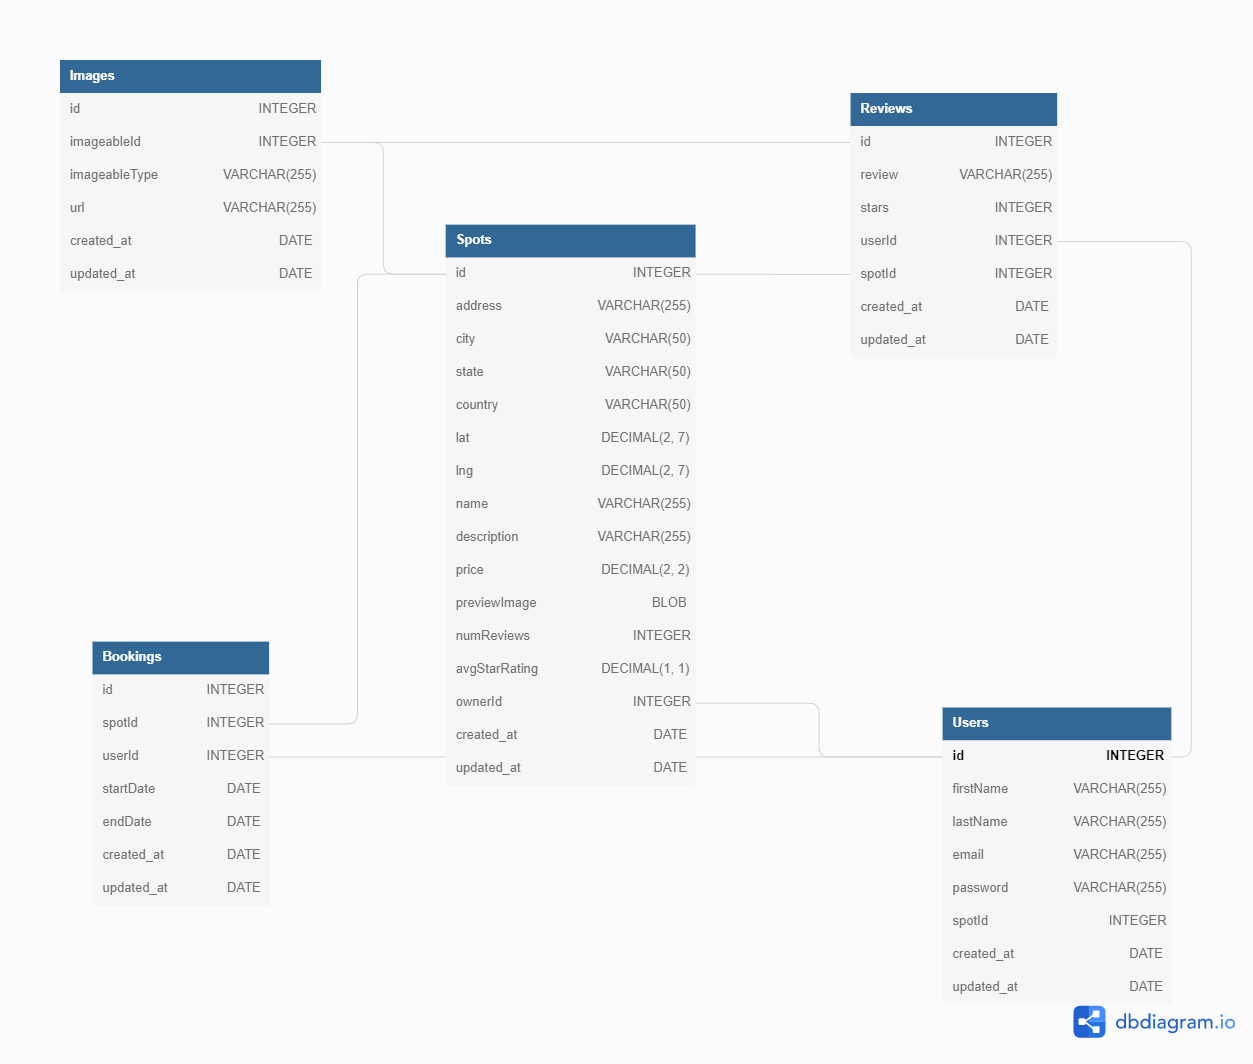 Images
id INTEGER
imageableId INTEGER
imageableType VARCHAR(255)
url VARCHAR(255)
created_at DATE
updated_at DATE
Reviews
id INTEGER
review VARCHAR(255)
stars INTEGER
userId INTEGER
spotId INTEGER
created_at DATE
updated_at DATE
Spots
id INTEGER
address VARCHAR(255)
city VARCHAR(50)
state VARCHAR(50)
country VARCHAR(50)
lat DECIMAL(2, 7)
lng DECIMAL(2, 7)
name VARCHAR(255)
description VARCHAR(255)
price DECIMAL(2, 2)
previewImage BLOB
numReviews INTEGER
avgStarRating DECIMAL(1, 1)
ownerId INTEGER
created_at DATE
updated_at DATE
Bookings
id INTEGER
spotId INTEGER
userId INTEGER
startDate DATE
endDate DATE
created_at DATE
updated_at DATE
Users
id INTEGER
firstName VARCHAR(255)
lastName VARCHAR(255)
email VARCHAR(255)
password VARCHAR(255)
spotId INTEGER
created_at DATE
updated_at DATE
dbdiagram.io